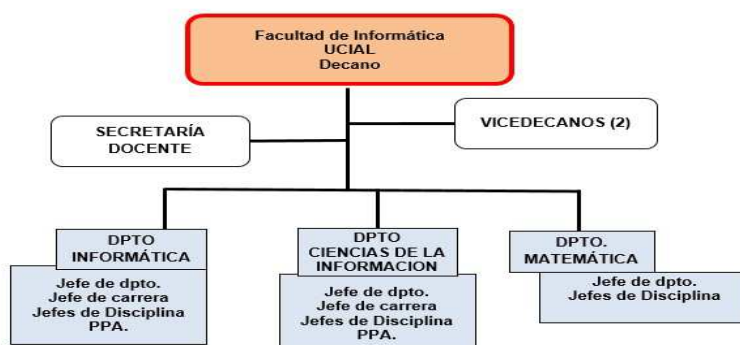 Facultad de Informática
UCIAL
Decano
SECRETARÍA
DOCENTE
VICEDECANOS (2)
DPTO
INFORMÁTICA
Jefe de dpto.
Jefe de carrera
Jefes de Disciplina
PPA.
DPTO
CIENCIAS DE LA
INFORMACION
Jefe de dpto.
Jefe de carrera
Jefes de Disciplina
PPA.
DPTO.
MATEMÁTICA
Jefe de dpto.
Jefes de Disciplina